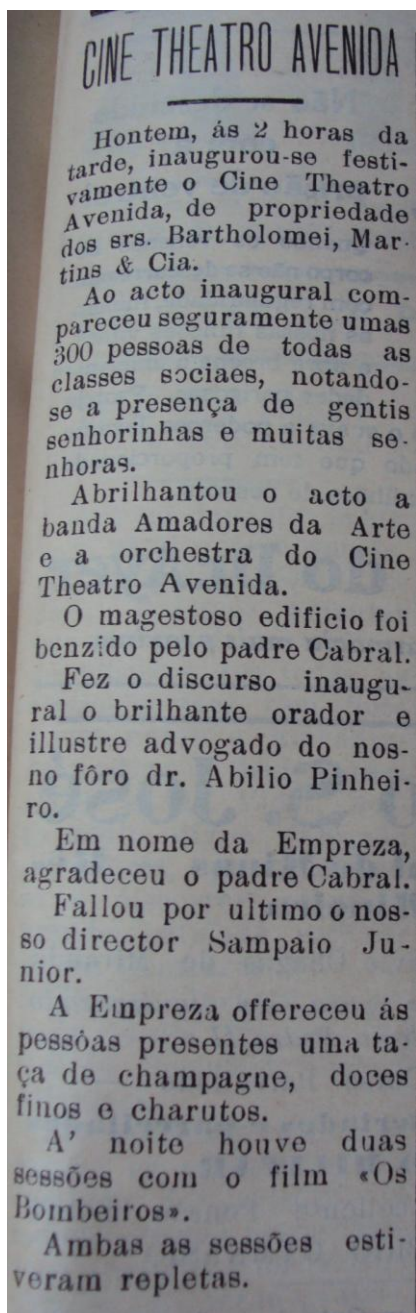 CINE THEATRO AVENIDA
Hontem, ás 2 horas da
tarde, inaugurou-se festi-
vamente o Cine Theatro
Avenida, de propriedade
dos srs. Bartholomei, Mar-
tins & Cia.
Ao acto inaugural com-
pareceu seguramente umas
300 pessoas de todas as
classes sociaes, notando-
se a presença de gentis
senhorinhas e muitas se-
nhoras.
Abrilhantou o acto a
banda Amadores da Arte
e a orchestra do Cine
Theatro Avenida.
O magestoso edificio foi
benzido pelo padre Cabral.
Fez o discurso inaugu-
ral o brilhante orador e
illustre advogado do nos-
no fôro dr. Abilio Pinhei-
ro.
Em nome da Empreza,
agradeceu o padre Cabral.
Fallou por ultimo o nos-
so director Sampaio Ju-
nior.
A Empreza offereceu ás
pessôas presentes uma ta-
ça de champagne, doces
finos e charutos.
A' noite houve duas
sessões com o film «Os
Bombeiros».
Ambas as sessões esti-
veram repletas.